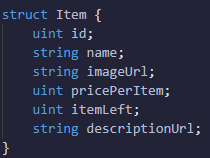 struct Item {
    uint id;
    string name;
    string imageUrl;
    uint pricePerItem;
    uint itemLeft;
    string descriptionUrl;
}